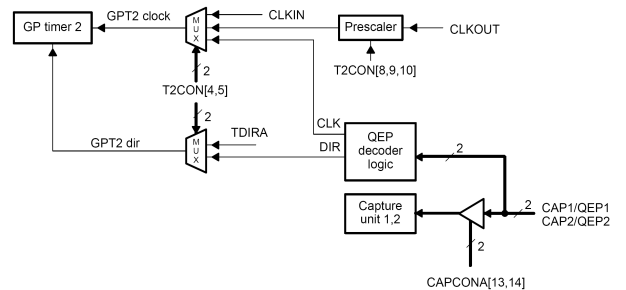 GP timer 2
GPT2 clock
MUX
CLKIN
Prescaler
CLKOUT
2
T2CON[8,9,10]
T2CON[4,5]
2
CLK
TDIRA
GPT2 dir
MUX
DIR
QEP
decoder
logic
2
Capture
unit 1,2
2
CAP1/QEP1
CAP2/QEP2
2
CAPCONA[13,14]